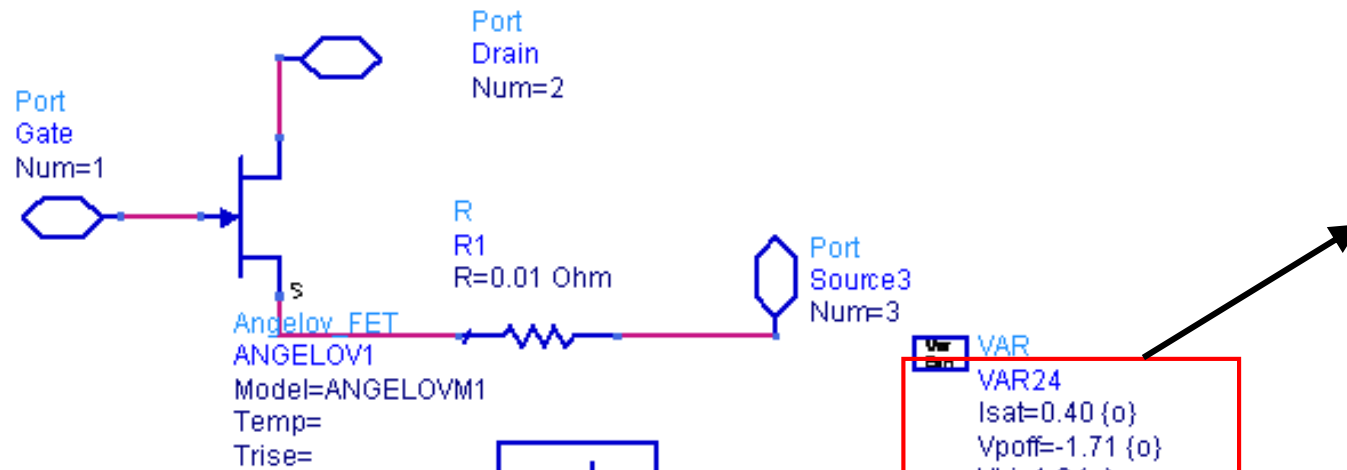 Port
Drain
Num=2
Port
Gate
Num=1
R
R1
R=0.01 Ohm
Port
Source3
Num=3
S
Angelov_FET
ANGELOV1
Model=ANGELOVM1
Temp=
Trise=
VAR
VAR24
Isat=0.40 {o}
Vpoff=-1.71 {o}